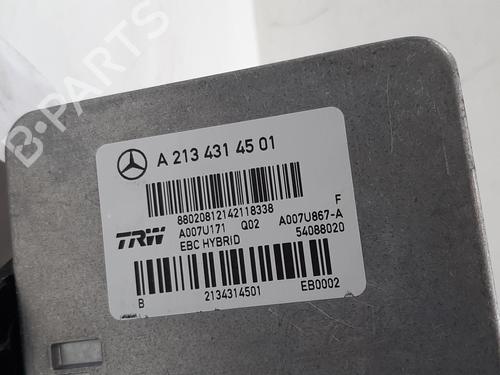 B-PARTS
A 213 431 45 01
88020812142118338 F
A007U171 Q02 A007U867-A
TRW EBC HYBRID 54088020
B 2134314501 EB0002